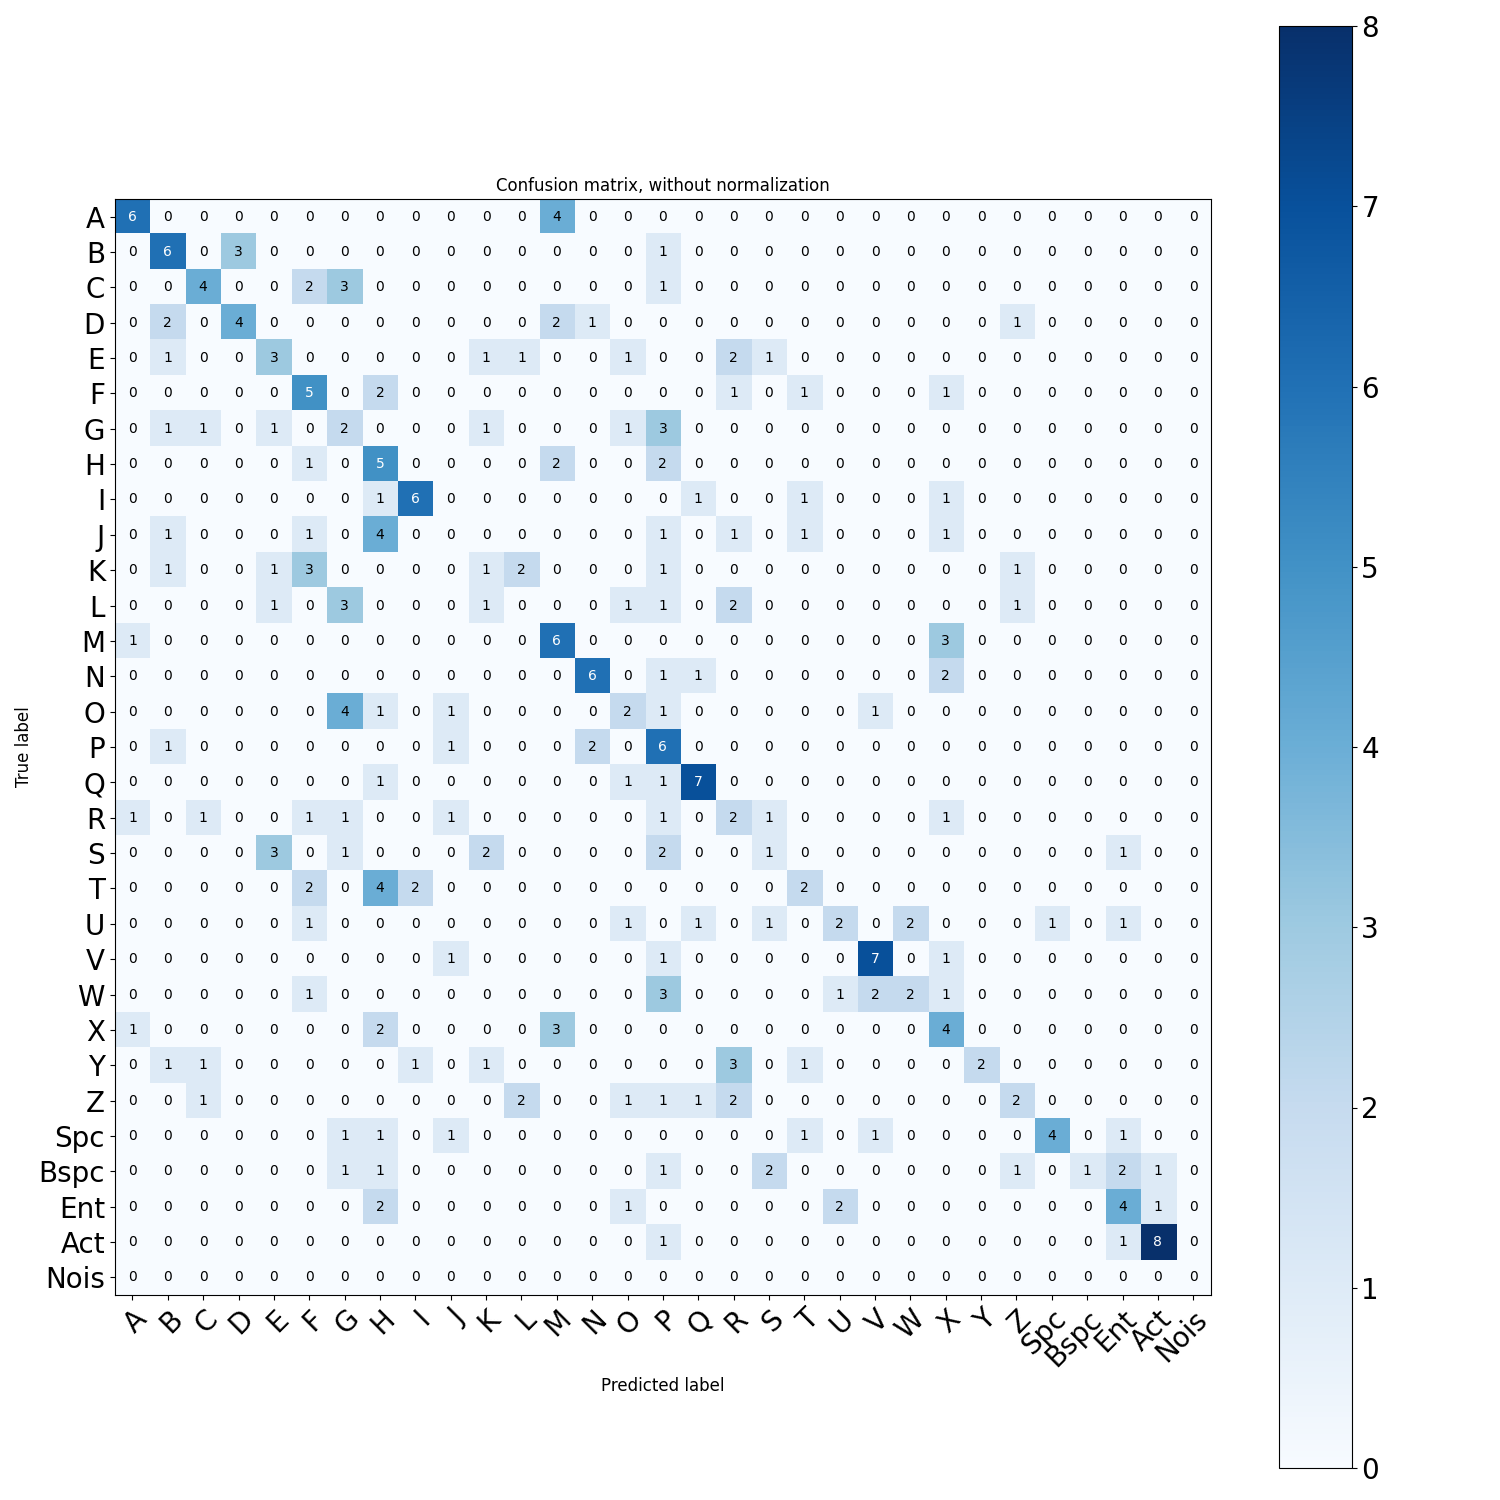 Confusion matrix, without normalization
A 6 0 0 0 0 0 0 0 0 0 0 0 4 0 0 0 0 0 0 0 0 0 0 0 0 0 0 0 0 0 0
B 0 6 0 3 0 0 0 0 0 0 0 0 0 0 0 1 0 0 0 0 0 0 0 0 0 0 0 0 0 0 0
C 0 0 4 0 0 2 3 0 0 0 0 0 0 0 0 1 0 0 0 0 0 0 0 0 0 0 0 0 0 0 0
D 0 2 0 4 0 0 0 0 0 0 0 0 2 1 0 0 0 0 0 0 0 0 0 0 0 1 0 0 0 0 0
E 0 1 0 0 3 0 0 0 0 0 1 1 0 0 1 0 0 2 1 0 0 0 0 0 0 0 0 0 0 0 0
F 0 0 0 0 0 5 0 2 0 0 0 0 0 0 0 0 0 1 0 1 0 0 0 1 0 0 0 0 0 0 0
G 0 1 1 0 1 0 2 0 0 0 1 0 0 0 1 3 0 0 0 0 0 0 0 0 0 0 0 0 0 0 0
H 0 0 0 0 0 1 0 5 0 0 0 0 2 0 0 2 0 0 0 0 0 0 0 0 0 0 0 0 0 0 0
I 0 0 0 0 0 0 0 1 6 0 0 0 0 0 0 0 1 0 0 1 0 0 0 1 0 0 0 0 0 0 0
J 0 1 0 0 0 1 0 4 0 0 0 0 0 0 0 1 0 1 0 1 0 0 0 1 0 0 0 0 0 0 0
K 0 1 0 0 1 3 0 0 0 0 1 2 0 0 0 1 0 0 0 0 0 0 0 0 0 1 0 0 0 0 0
L 0 0 0 0 1 0 3 0 0 0 1 0 0 0 1 1 0 2 0 0 0 0 0 0 0 1 0 0 0 0 0
M 1 0 0 0 0 0 0 0 0 0 0 0 6 0 0 0 0 0 0 0 0 0 0 3 0 0 0 0 0 0 0
N 0 0 0 0 0 0 0 0 0 0 0 0 0 6 0 1 1 0 0 0 0 0 0 2 0 0 0 0 0 0 0
O 0 0 0 0 0 0 4 1 0 1 0 0 0 0 2 1 0 0 0 0 0 1 0 0 0 0 0 0 0 0 0
P 0 1 0 0 0 0 0 0 0 1 0 0 0 2 0 6 0 0 0 0 0 0 0 0 0 0 0 0 0 0 0
Q 0 0 0 0 0 0 0 1 0 0 0 0 0 0 1 1 7 0 0 0 0 0 0 0 0 0 0 0 0 0 0
R 1 0 1 0 0 1 1 0 0 1 0 0 0 0 0 1 0 2 1 0 0 0 0 1 0 0 0 0 0 0 0
S 0 0 0 0 3 0 1 0 0 0 2 0 0 0 0 2 0 0 1 0 0 0 0 0 0 0 0 0 1 0 0
T 0 0 0 0 0 2 0 4 2 0 0 0 0 0 0 0 0 0 0 2 0 0 0 0 0 0 0 0 0 0 0
U 0 0 0 0 0 1 0 0 0 0 0 0 0 0 1 0 1 0 1 0 2 0 2 0 0 0 1 0 1 0 0
V 0 0 0 0 0 0 0 0 0 1 0 0 0 0 0 1 0 0 0 0 0 7 0 1 0 0 0 0 0 0 0
W 0 0 0 0 0 1 0 0 0 0 0 0 0 0 0 3 0 0 0 0 1 2 2 1 0 0 0 0 0 0 0
X 1 0 0 0 0 0 0 2 0 0 0 0 3 0 0 0 0 0 0 0 0 0 0 4 0 0 0 0 0 0 0
Y 0 1 1 0 0 0 0 0 1 0 1 0 0 0 0 0 0 3 0 1 0 0 0 0 2 0 0 0 0 0 0
Z 0 0 1 0 0 0 0 0 0 0 0 2 0 0 1 1 1 2 0 0 0 0 0 0 0 2 0 0 0 0 0
Spc 0 0 0 0 0 0 1 1 0 1 0 0 0 0 0 0 0 0 0 1 0 1 0 0 0 0 4 0 1 0 0
Bspc 0 0 0 0 0 0 1 1 0 0 0 0 0 0 0 1 0 0 2 0 0 0 0 0 0 1 0 1 2 1 0
Ent 0 0 0 0 0 0 0 2 0 0 0 0 0 0 1 0 0 0 0 0 2 0 0 0 0 0 0 0 4 1 0
Act 0 0 0 0 0 0 0 0 0 0 0 0 0 0 0 1 0 0 0 0 0 0 0 0 0 0 0 0 1 8 0
Nois 0 0 0 0 0 0 0 0 0 0 0 0 0 0 0 0 0 0 0 0 0 0 0 0 0 0 0 0 0 0 0
A B C D E F G H I J K L M N O P Q R S T U V W X Y Z Spc Bspc Ent Act Nois
Predicted label
True label
8
7
6
5
4
3
2
1
0